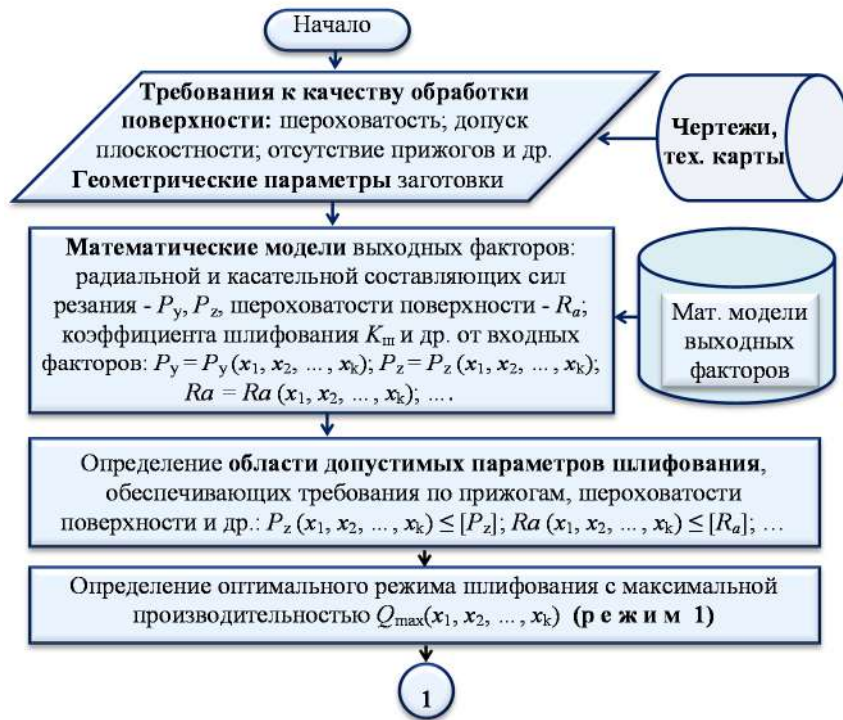 Начало
Требования к качеству обработки
поверхности: шероховатость; допуск
плоскостности; отсутствие прижогов и др.
Геометрические параметры заготовки
Чертежи,
тех. карты
Математические модели выходных факторов:
радиальной и касательной составляющих сил
резания - Pу, Pz, шероховатости поверхности - Ra;
коэффициента шлифования Kш и др. от входных
факторов: Pу = Pу (x1, x2, ... , xk); Pz = Pz (x1, x2, ... , xk);
Ra = Ra (x1, x2, ... , xk); ... .
Мат. модели
выходных
факторов
Определение области допустимых параметров шлифования,
обеспечивающих требования по прижогам, шероховатости
поверхности и др.: Pz (x1, x2, ... , xk) ≤ [Pz]; Ra (x1, x2, ... , xk) ≤ [Ra]; ...
Определение оптимального режима шлифования с максимальной
производительностью Qmax(x1, x2, ... , xk) (р е ж и м 1)
1